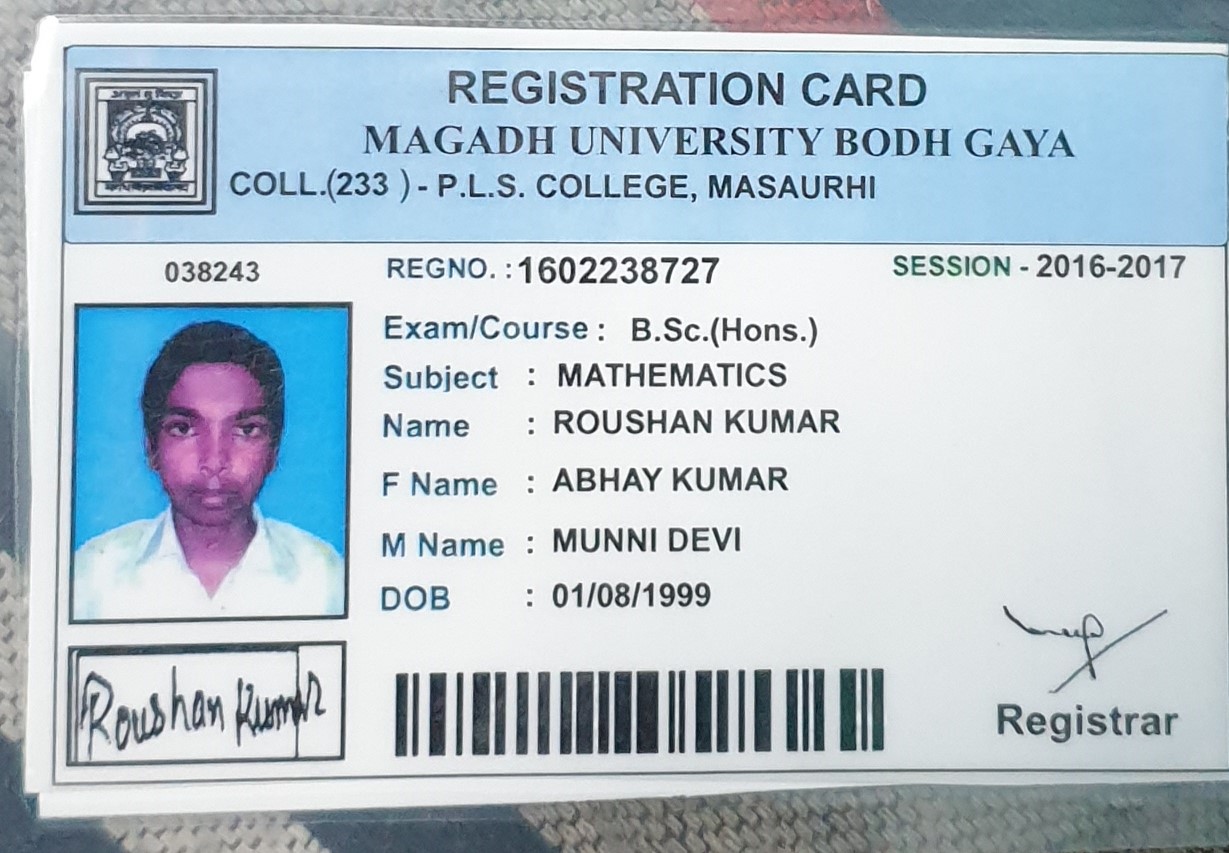 REGISTRATION CARD
MAGADH UNIVERSITY BODH GAYA
COLL.(233 ) - P.L.S. COLLEGE, MASAURHI
038243
REGNO. : 1602238727
SESSION - 2016-2017
Exam/Course : B.Sc.(Hons.)
Subject : MATHEMATICS
Name : ROUSHAN KUMAR
F Name : ABHAY KUMAR
M Name : MUNNI DEVI
DOB : 01/08/1999
Roushan Kumar
Registrar